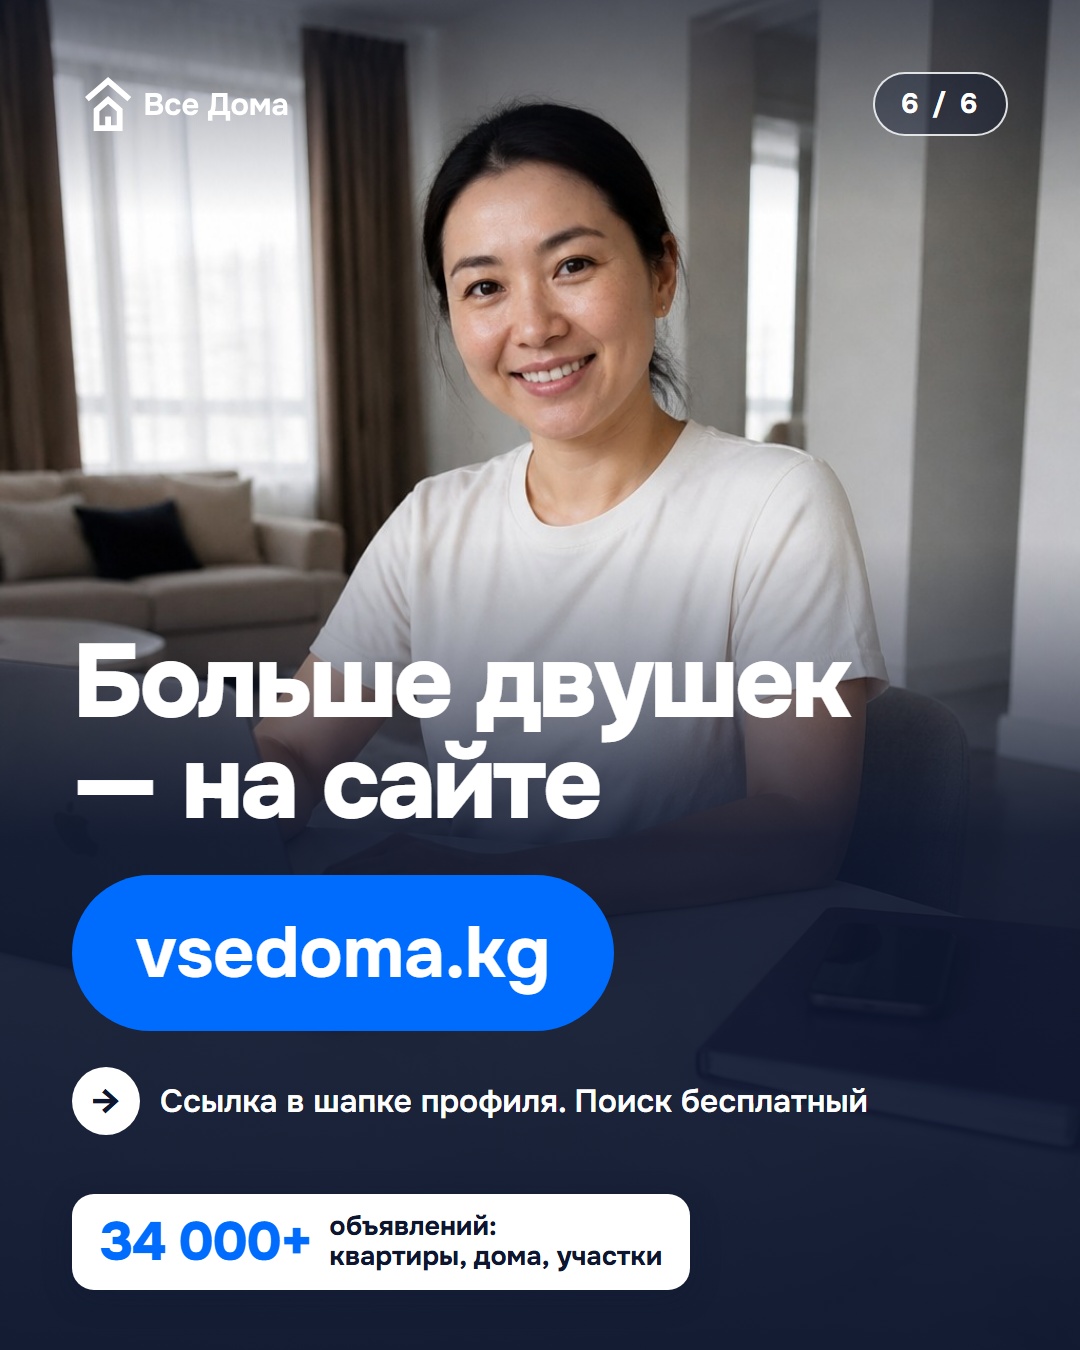 Все Дома
6 / 6
Больше двушек
— на сайте
vsedoma.kg
Ссылка в шапке профиля. Поиск бесплатный
34 000+
объявлений:
квартиры, дома, участки